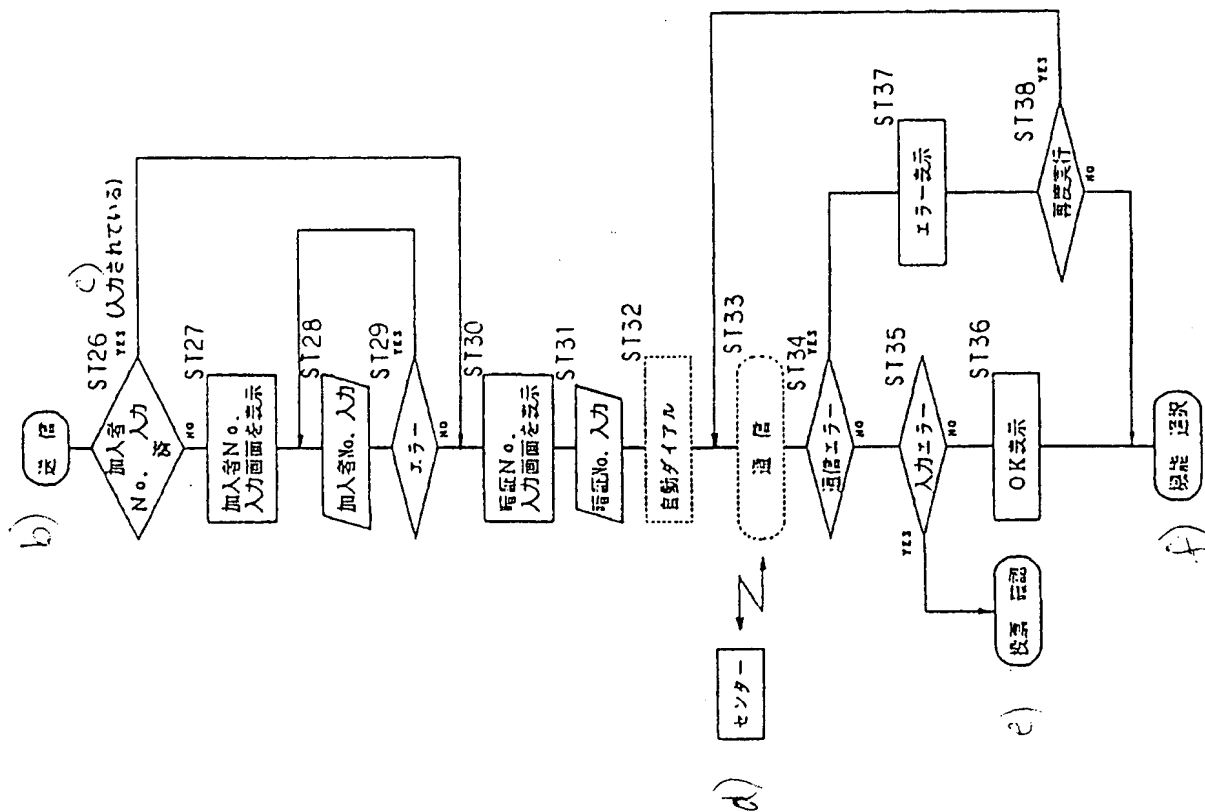 b)
送 信
ST26
加入者
No. 入力
済
YES
c)
(入力されている)
NO
ST27
加入者No.
入力画面を表示
ST28
加入者No. 入力
ST29
エラー
YES
NO
ST30
暗証No.
入力画面を表示
ST31
暗証No. 入力
ST32
自動ダイアル
ST33
通 信
d)
センター
ST34
通信エラー
YES
NO
ST35
入力エラー
YES
NO
ST36
OK表示
ST37
エラー表示
ST38
再度実行
YES
NO
e)
投票 確認
f)
機能 選択